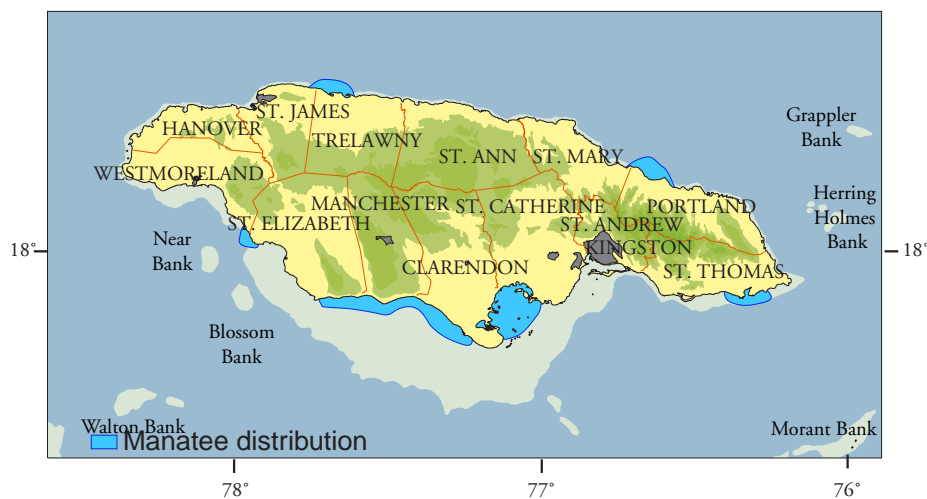 77°
76°
Grappler
Bank
ST. JAMES
HANOVER
TRELAWNY
ST. ANN
ST. MARY
WESTMORELAND
Herring
Holmes
Bank
MANCHESTER
ST. CATHERINE
PORTLAND
ST. ELIZABETH
ST. ANDREW
Near
Bank
18°
KINGSTON
18°
CLARENDON
ST. THOMAS
Blossom
Bank
Walton Bank
Morant Bank
Manatee distribution
78°
77°
76°